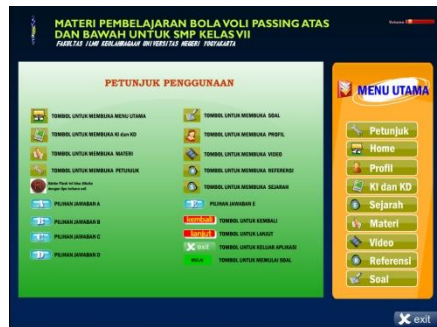 MATERI PEMBELAJARAN BOLA VOLI PASSING ATAS
DAN BAWAH UNTUK SMP KELAS VII
FAKULTAS ILMU KEOLAHRAGAAN UNIVERSITAS NEGERI YOGYAKARTA
PETUNJUK PENGGUNAAN
TOMBOL UNTUK MEMBUKA MENU UTAMA
TOMBOL UNTUK MEMBUKA KI dan KD
TOMBOL UNTUK MEMBUKA MATERI
TOMBOL UNTUK MEMBUKA PETUNJUK
PILIHAN JAWABAN A
PILIHAN JAWABAN B
PILIHAN JAWABAN C
PILIHAN JAWABAN D
TOMBOL UNTUK MEMBUKA SOAL
TOMBOL UNTUK MEMBUKA PROFIL
TOMBOL UNTUK MEMBUKA VIDEO
TOMBOL UNTUK MEMBUKA REFERENSI
TOMBOL UNTUK MEMBUKA SEJARAH
PILIHAN JAWABAN E
kembali TOMBOL UNTUK KEMBALI
lanjut TOMBOL UNTUK LANJUT
exit TOMBOL UNTUK KELUAR APLIKASI
MULAI TOMBOL UNTUK MEMULAI SOAL
MENU UTAMA
Petunjuk
Home
Profil
KI dan KD
Sejarah
Materi
Video
Referensi
Soal
exit